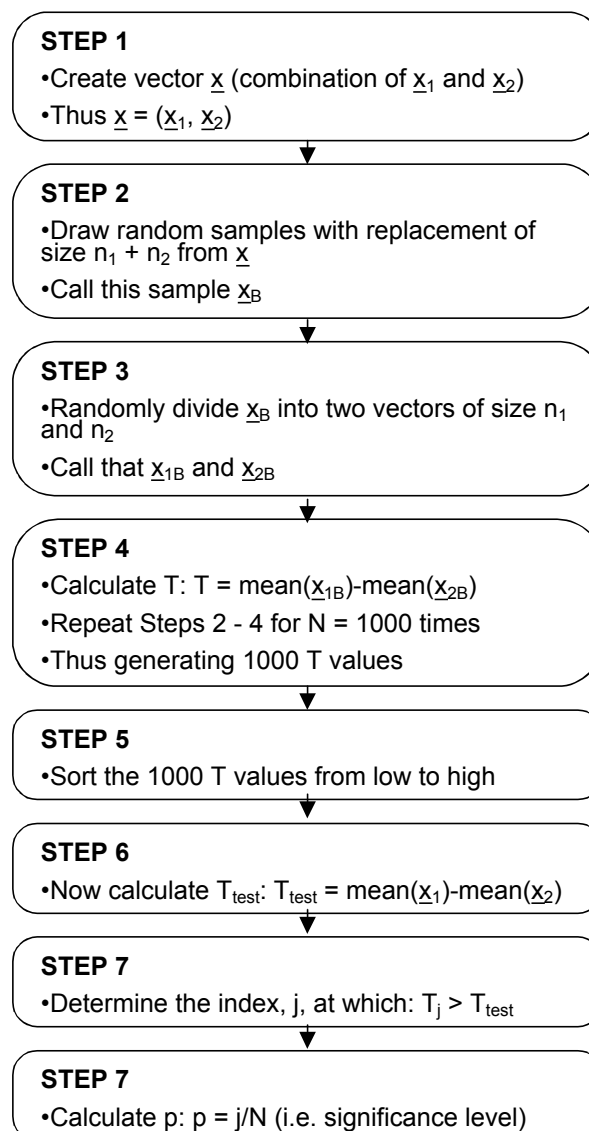 STEP 1
•Create vector x (combination of x1 and x2)
•Thus x = (x1, x2)
STEP 2
•Draw random samples with replacement of
size n1 + n2 from x
•Call this sample xB
STEP 3
•Randomly divide xB into two vectors of size n1
and n2
•Call that x1B and x2B
STEP 4
•Calculate T: T = mean(x1B)-mean(x2B)
•Repeat Steps 2 - 4 for N = 1000 times
•Thus generating 1000 T values
STEP 5
•Sort the 1000 T values from low to high
STEP 6
•Now calculate Ttest: Ttest = mean(x1)-mean(x2)
STEP 7
•Determine the index, j, at which: Tj > Ttest
STEP 7
•Calculate p: p = j/N (i.e. significance level)